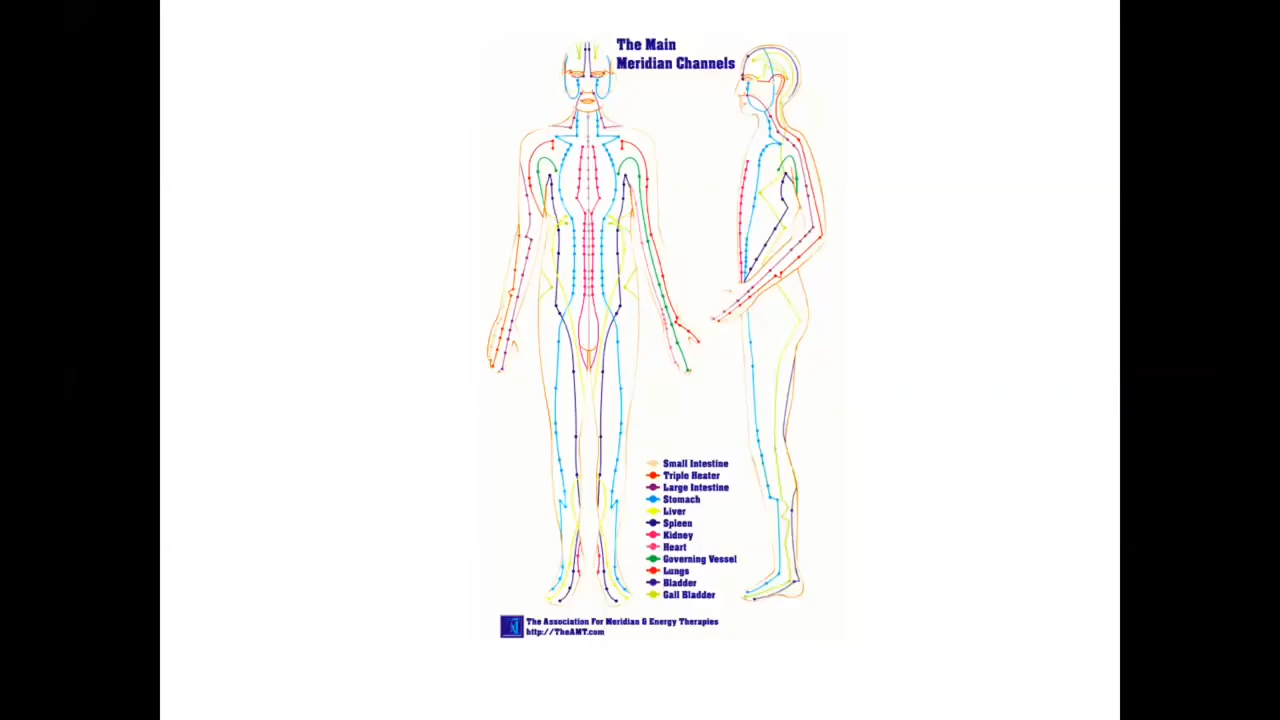 The Main
Meridian Channels
Small Intestine
Triple Heater
Large Intestine
Stomach
Liver
Spleen
Kidney
Heart
Governing Vessel
Lungs
Bladder
Gall Bladder
The Association For Meridian & Energy Therapies
http://TheAMT.com